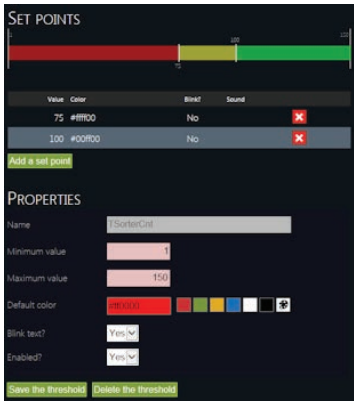 SET POINTS
1 100 150
75
Value Color Blink? Sound
75 #ffff00 No
100 #00ff00 No
Add a set point
PROPERTIES
Name TSorterCnt
Minimum value 1
Maximum value 150
Default color #ff0000
Blink text? Yes
Enabled? Yes
Save the threshold Delete the threshold